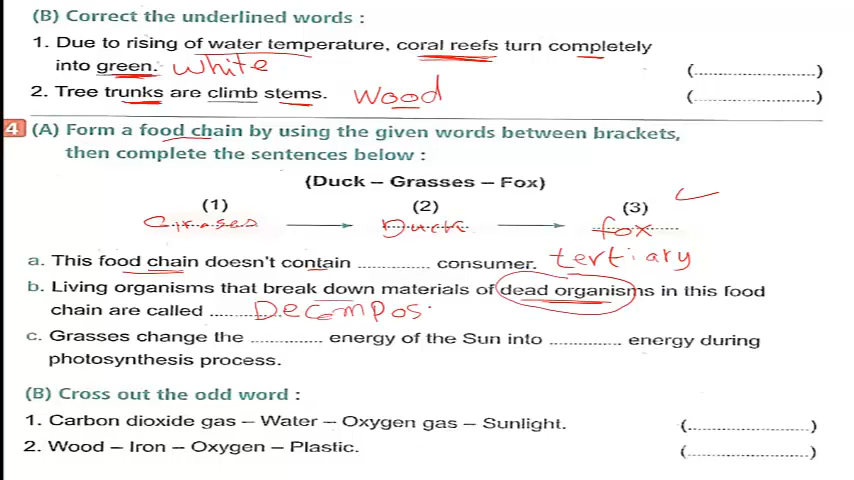 (B) Correct the underlined words :
1. Due to rising of water temperature, coral reefs turn completely
into green. white (........................)
2. Tree trunks are climb stems. Wood (........................)
4 (A) Form a food chain by using the given words between brackets,
then complete the sentences below :
(Duck – Grasses – Fox)
(1) (2) (3)
Grases Duck fox
a. This food chain doesn't contain .............. consumer. tertiary
b. Living organisms that break down materials of dead organisms in this food
chain are called .......... Decompos
c. Grasses change the .............. energy of the Sun into .............. energy during
photosynthesis process.
(B) Cross out the odd word :
1. Carbon dioxide gas – Water – Oxygen gas – Sunlight. (........................)
2. Wood – Iron – Oxygen – Plastic. (........................)